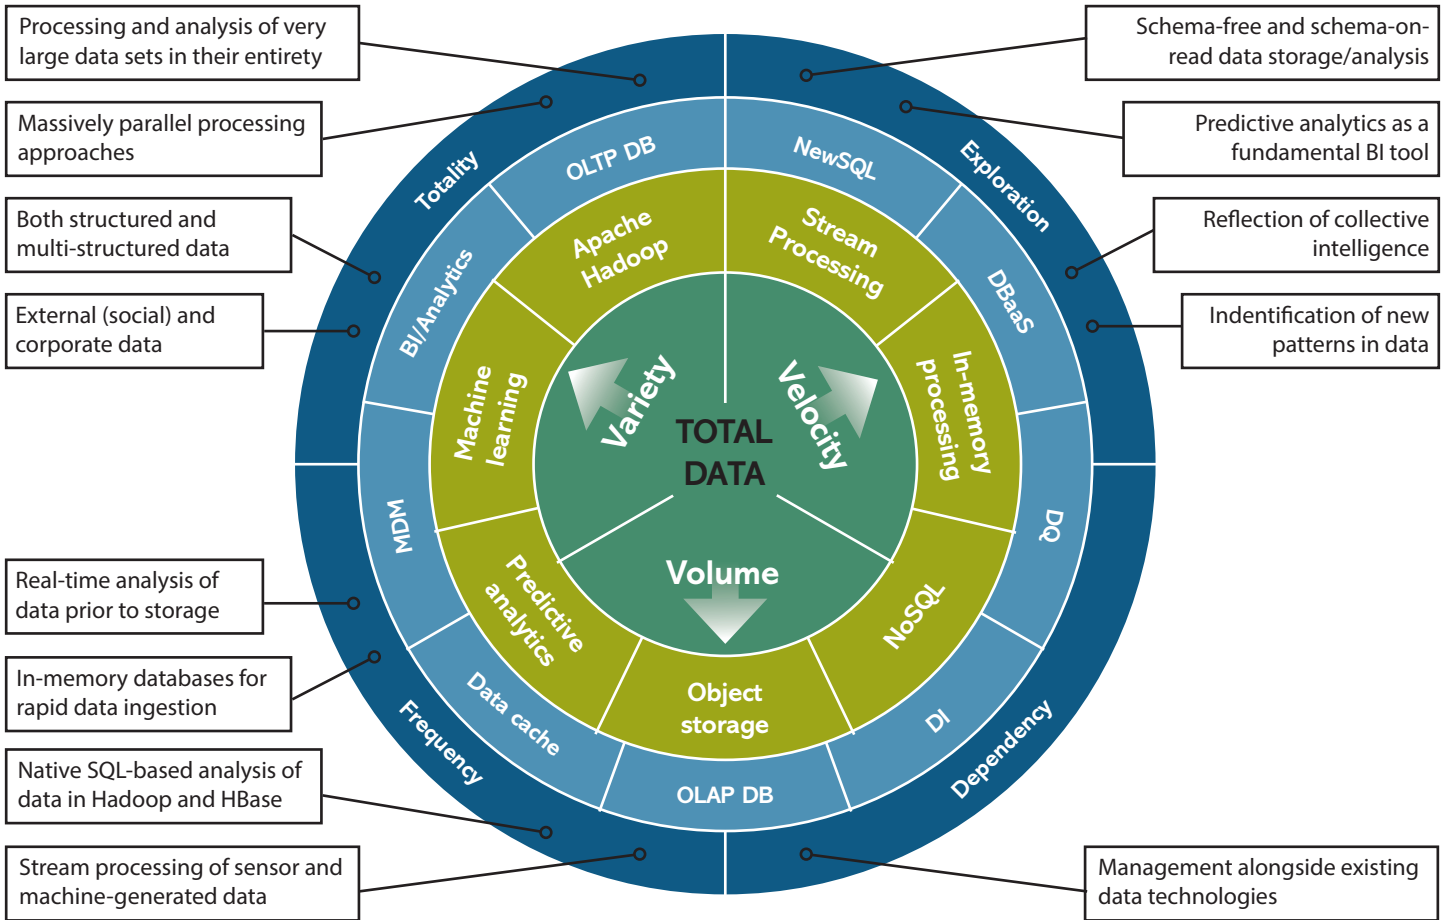 Processing and analysis of very
large data sets in their entirety
Massively parallel processing
approaches
Both structured and
multi-structured data
External (social) and
corporate data
Real-time analysis of
data prior to storage
In-memory databases for
rapid data ingestion
Native SQL-based analysis of
data in Hadoop and HBase
Stream processing of sensor and
machine-generated data
Schema-free and schema-on-
read data storage/analysis
Predictive analytics as a
fundamental BI tool
Reflection of collective
intelligence
Indentification of new
patterns in data
Management alongside existing
data technologies
Totality
Exploration
Dependency
Frequency
OLTP DB
NewSQL
DBaaS
DQ
DI
OLAP DB
Data cache
MDM
BI/Analytics
Apache
Hadoop
Stream
Processing
In-memory
processing
NoSQL
Object
storage
Predictive
analytics
Machine
learning
Variety
Velocity
Volume
TOTAL
DATA